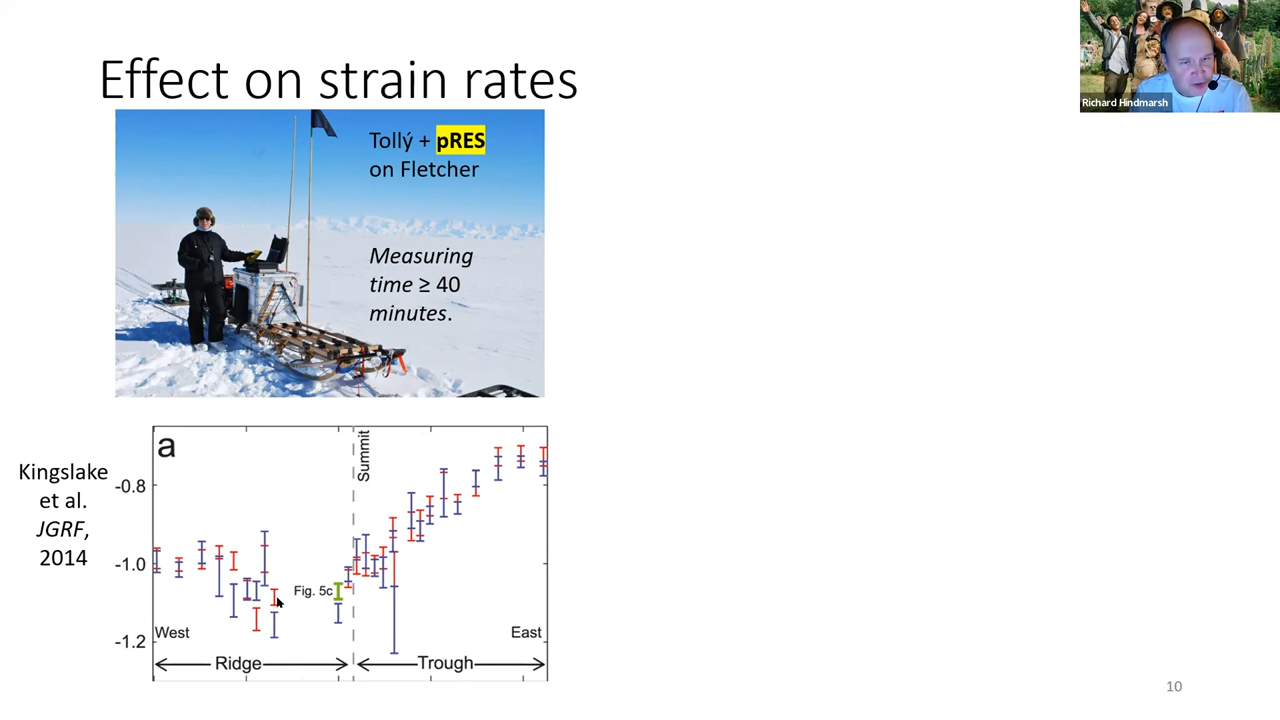 Effect on strain rates
Richard Hindmarsh
Tollý + pRES
on Fletcher
Measuring
time ≥ 40
minutes.
Kingslake
et al.
JGRF,
2014
a
Summit
-0.8
-1.0
-1.2
Fig. 5c
West
East
Ridge
Trough
10